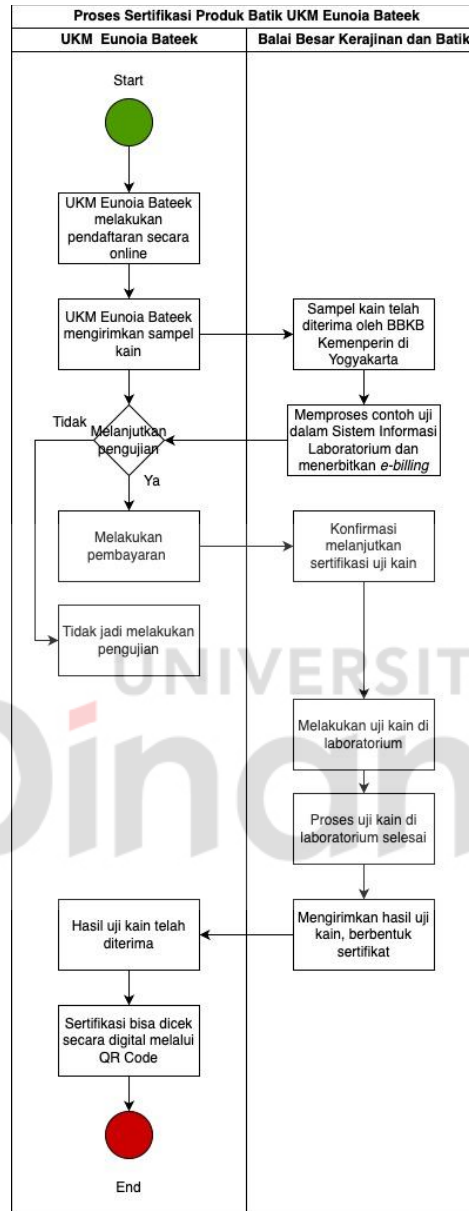 Proses Sertifikasi Produk Batik UKM Eunoia Bateek
UKM Eunoia Bateek
Balai Besar Kerajinan dan Batik
Start
UKM Eunoia Bateek
melakukan
pendaftaran secara
online
UKM Eunoia Bateek
mengirimkan sampel
kain
Sampel kain telah
diterima oleh BBKB
Kemenperin di
Yogyakarta
Memproses contoh uji
dalam Sistem Informasi
Laboratorium dan
menerbitkan e-billing
Tidak
Melanjutkan
pengujian
Ya
Melakukan
pembayaran
Konfirmasi
melanjutkan
sertifikasi uji kain
Tidak jadi melakukan
pengujian
UNIVERSIT
Dinam
Melakukan uji kain di
laboratorium
Proses uji kain di
laboratorium selesai
Mengirimkan hasil uji
kain, berbentuk
sertifikat
Hasil uji kain telah
diterima
Sertifikasi bisa dicek
secara digital melalui
QR Code
End